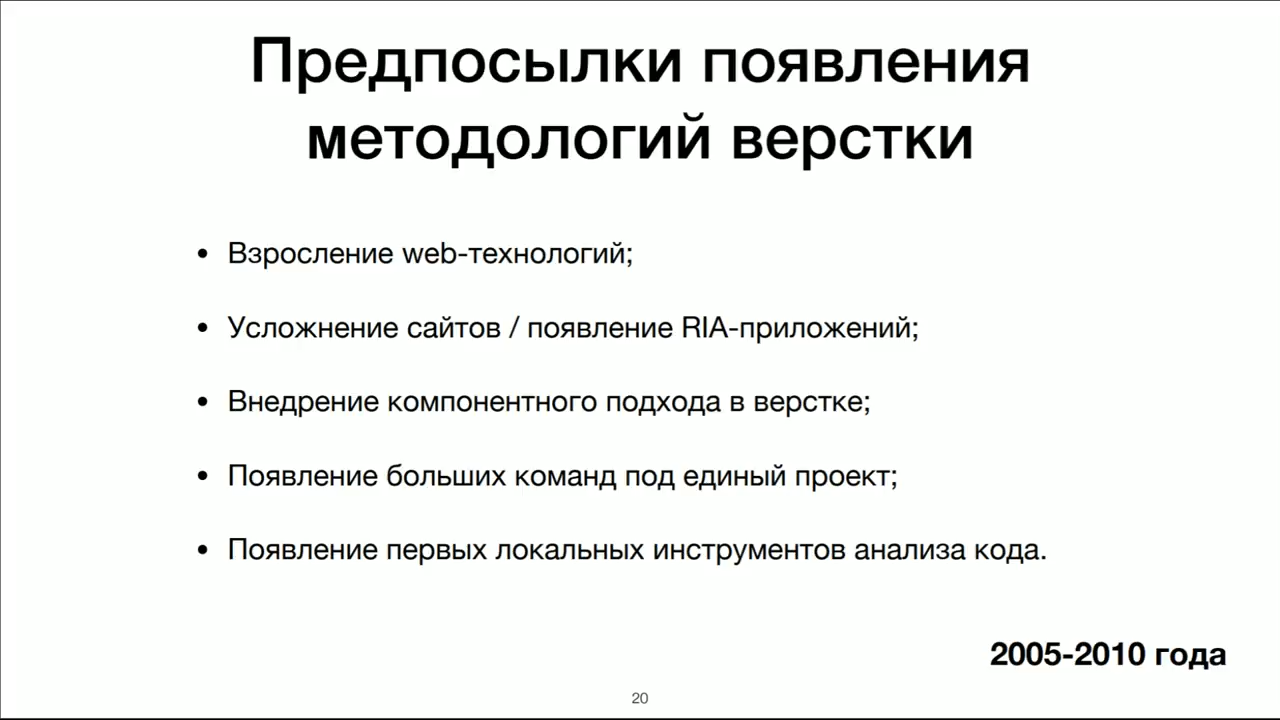 Предпосылки появления
методологий верстки
• Взросление web-технологий;
• Усложнение сайтов / появление RIA-приложений;
• Внедрение компонентного подхода в верстке;
• Появление больших команд под единый проект;
• Появление первых локальных инструментов анализа кода.
2005-2010 года
20